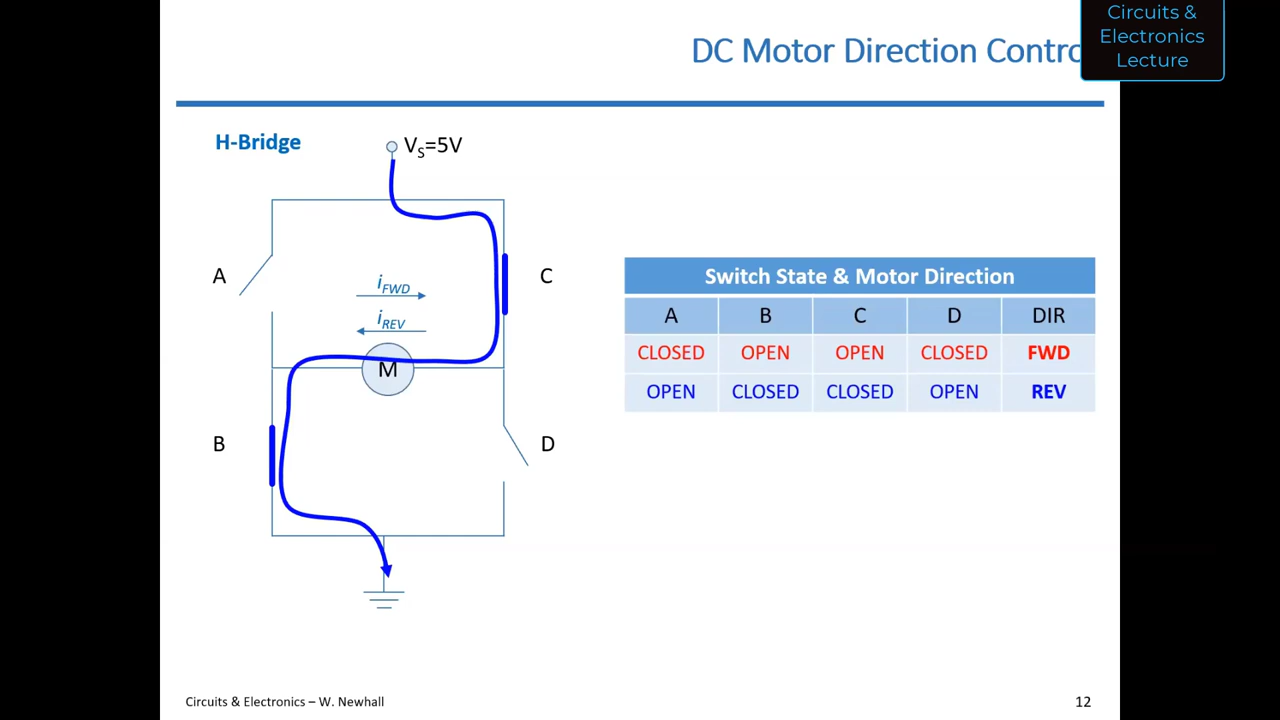 Circuits &
Electronics
Lecture
DC Motor Direction Contro
H-Bridge
VS=5V
A
C
iFWD
iREV
M
B
D
Switch State & Motor Direction
A B C D DIR
CLOSED OPEN OPEN CLOSED FWD
OPEN CLOSED CLOSED OPEN REV
Circuits & Electronics – W. Newhall
12